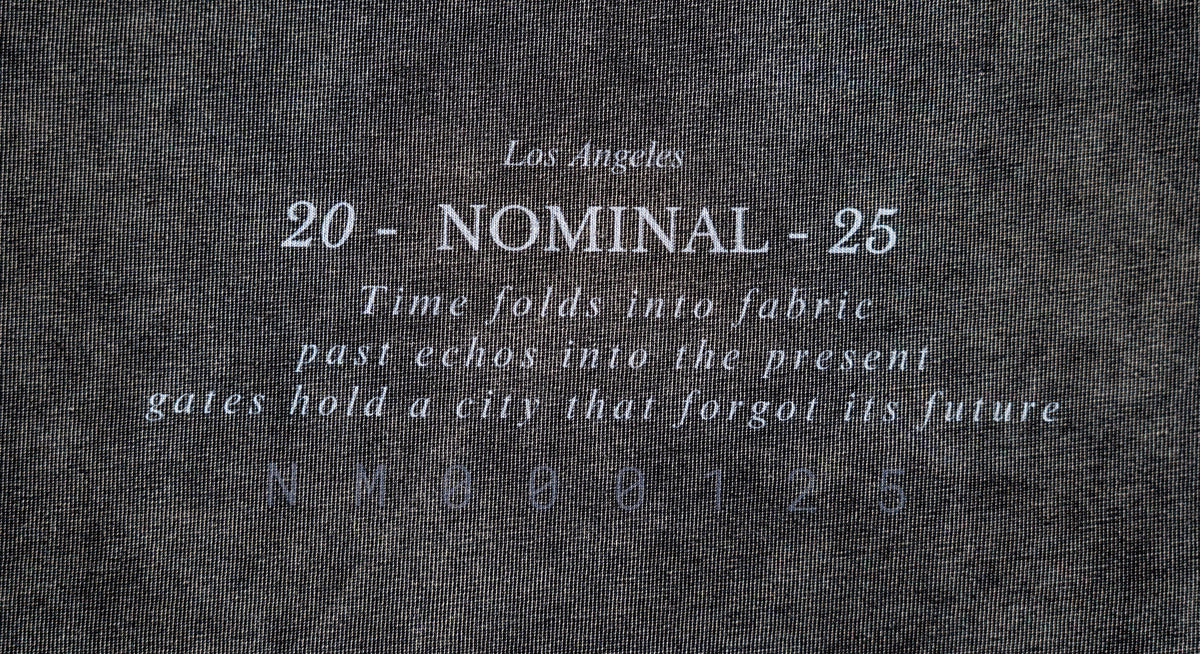 Los Angeles
20 - NOMINAL - 25
Time folds into fabric
past echos into the present
gates hold a city that forgot its future
NM000125